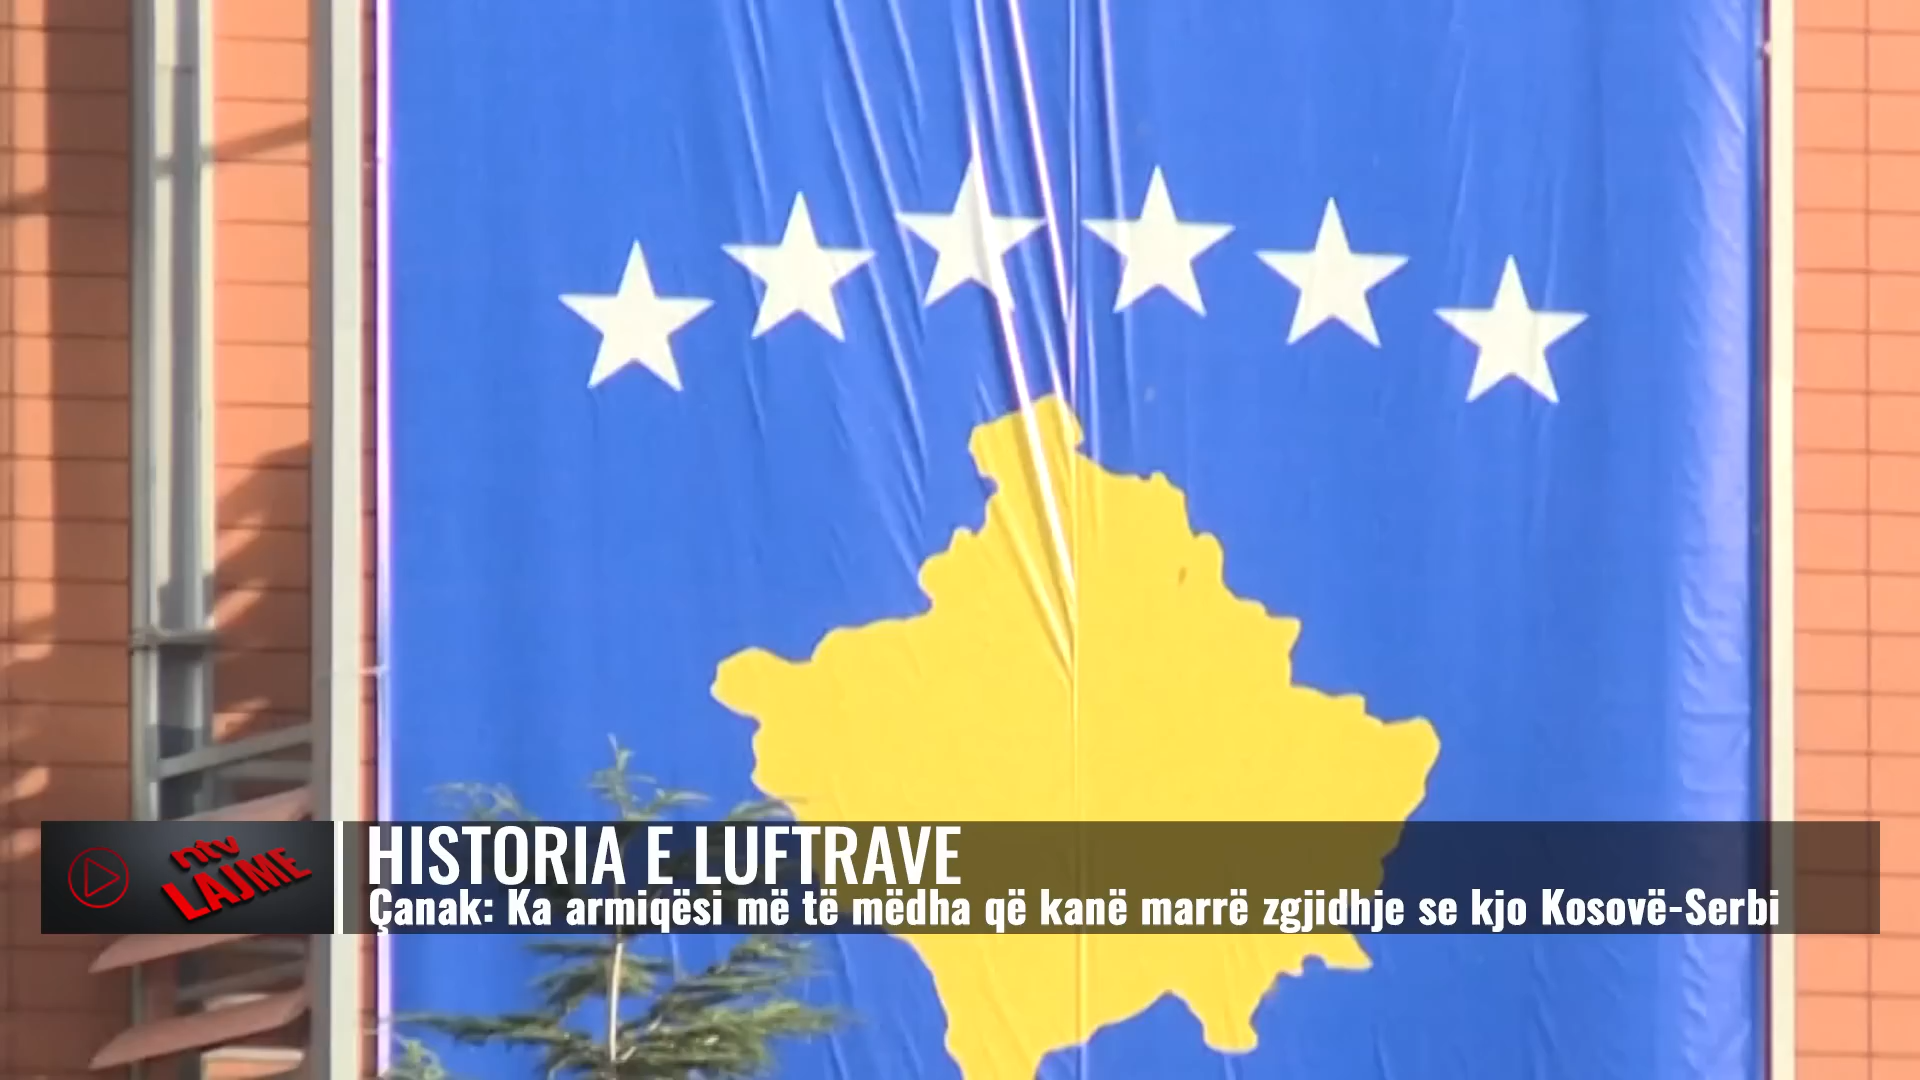 ntv
LAJME
HISTORIA E LUFTRAVE
Çanak: Ka armiqësi më të mëdha që kanë marrë zgjidhje se kjo Kosovë-Serbi